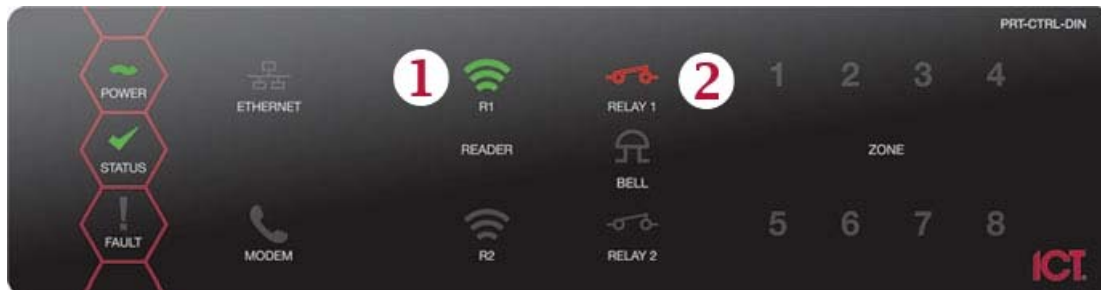 PRT-CTRL-DIN
POWER
ETHERNET
1
R1
RELAY 1
2
1 2 3 4
STATUS
READER
BELL
ZONE
FAULT
MODEM
R2
RELAY 2
5 6 7 8
ICT.